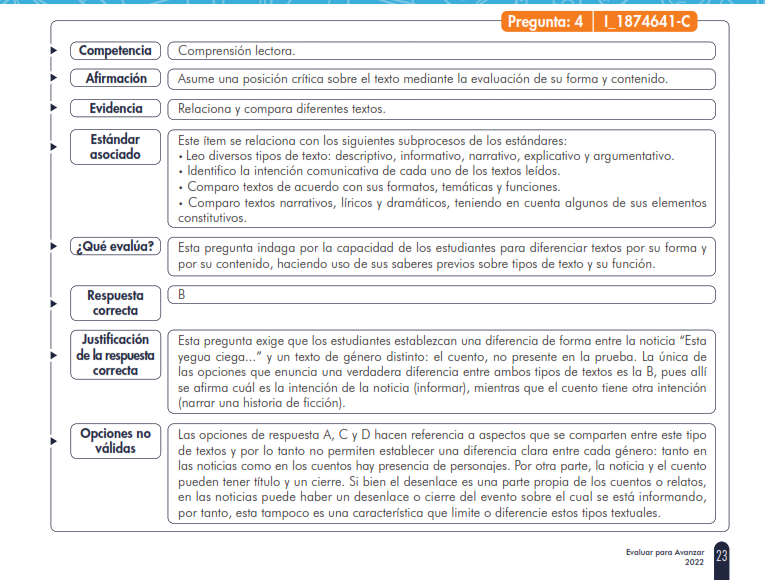 Pregunta: 4 I_1874641-C
Competencia
Comprensión lectora.
Afirmación
Asume una posición crítica sobre el texto mediante la evaluación de su forma y contenido.
Evidencia
Relaciona y compara diferentes textos.
Estándar
asociado
Este ítem se relaciona con los siguientes subprocesos de los estándares:
• Leo diversos tipos de texto: descriptivo, informativo, narrativo, explicativo y argumentativo.
• Identifico la intención comunicativa de cada uno de los textos leídos.
• Comparo textos de acuerdo con sus formatos, temáticas y funciones.
• Comparo textos narrativos, líricos y dramáticos, teniendo en cuenta algunos de sus elementos
constitutivos.
¿Qué evalúa?
Esta pregunta indaga por la capacidad de los estudiantes para diferenciar textos por su forma y
por su contenido, haciendo uso de sus saberes previos sobre tipos de texto y su función.
Respuesta
correcta
B
Justificación
de la respuesta
correcta
Esta pregunta exige que los estudiantes establezcan una diferencia de forma entre la noticia “Esta
yegua ciega...” y un texto de género distinto: el cuento, no presente en la prueba. La única de
las opciones que enuncia una verdadera diferencia entre ambos tipos de textos es la B, pues allí
se afirma cuál es la intención de la noticia (informar), mientras que el cuento tiene otra intención
(narrar una historia de ficción).
Opciones no
válidas
Las opciones de respuesta A, C y D hacen referencia a aspectos que se comparten entre este tipo
de textos y por lo tanto no permiten establecer una diferencia clara entre cada género: tanto en
las noticias como en los cuentos hay presencia de personajes. Por otra parte, la noticia y el cuento
pueden tener título y un cierre. Si bien el desenlace es una parte propia de los cuentos o relatos,
en las noticias puede haber un desenlace o cierre del evento sobre el cual se está informando,
por tanto, esta tampoco es una característica que limite o diferencie estos tipos textuales.
Evaluar para Avanzar
2022
23